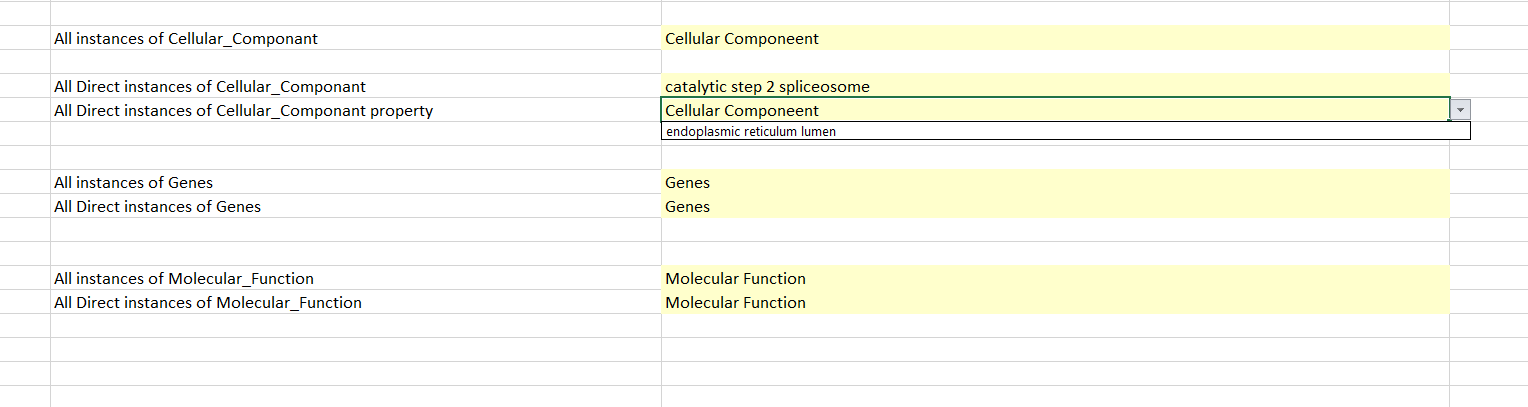 All instances of Cellular_Componant Cellular Componeent
All Direct instances of Cellular_Componant catalytic step 2 spliceosome
All Direct instances of Cellular_Componant property Cellular Componeent
endoplasmic reticulum lumen
All instances of Genes Genes
All Direct instances of Genes Genes
All instances of Molecular_Function Molecular Function
All Direct instances of Molecular_Function Molecular Function